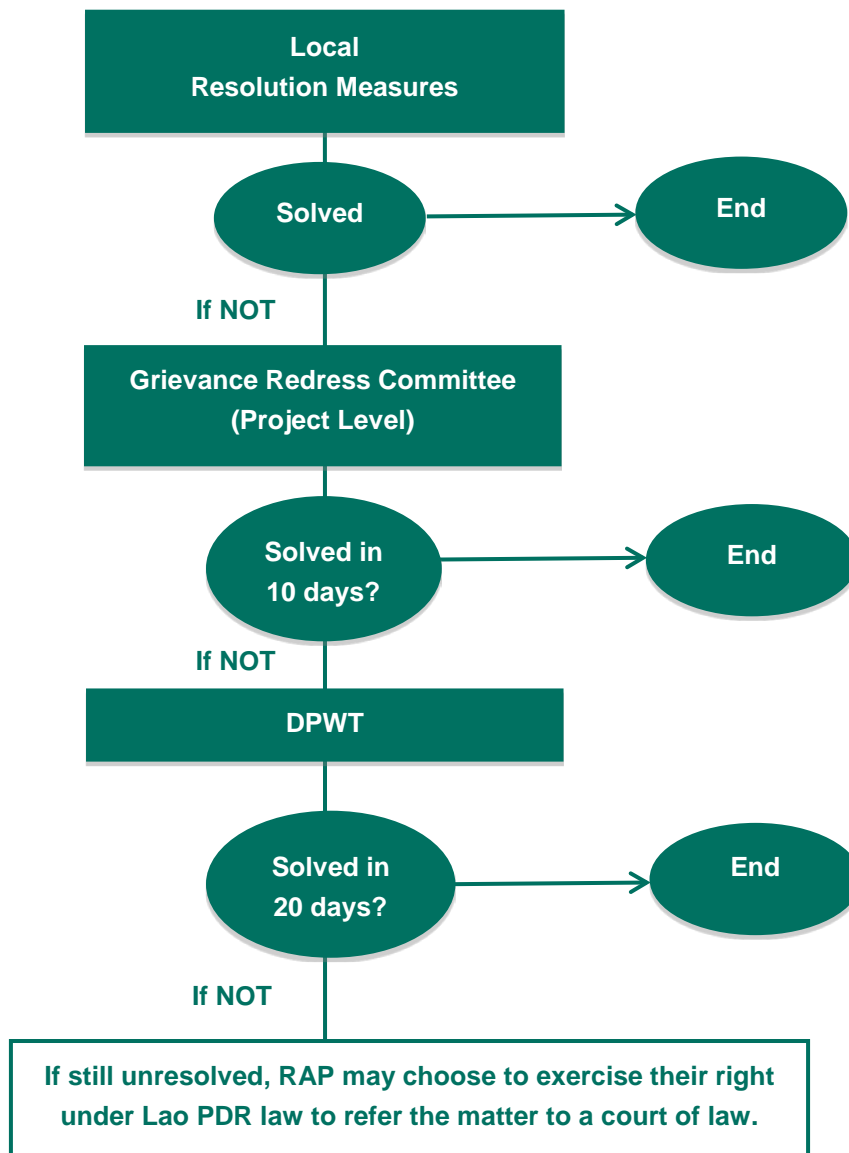 Local
Resolution Measures
Solved
End
If NOT
Grievance Redress Committee
(Project Level)
Solved in
10 days?
End
If NOT
DPWT
Solved in
20 days?
End
If NOT
If still unresolved, RAP may choose to exercise their right
under Lao PDR law to refer the matter to a court of law.